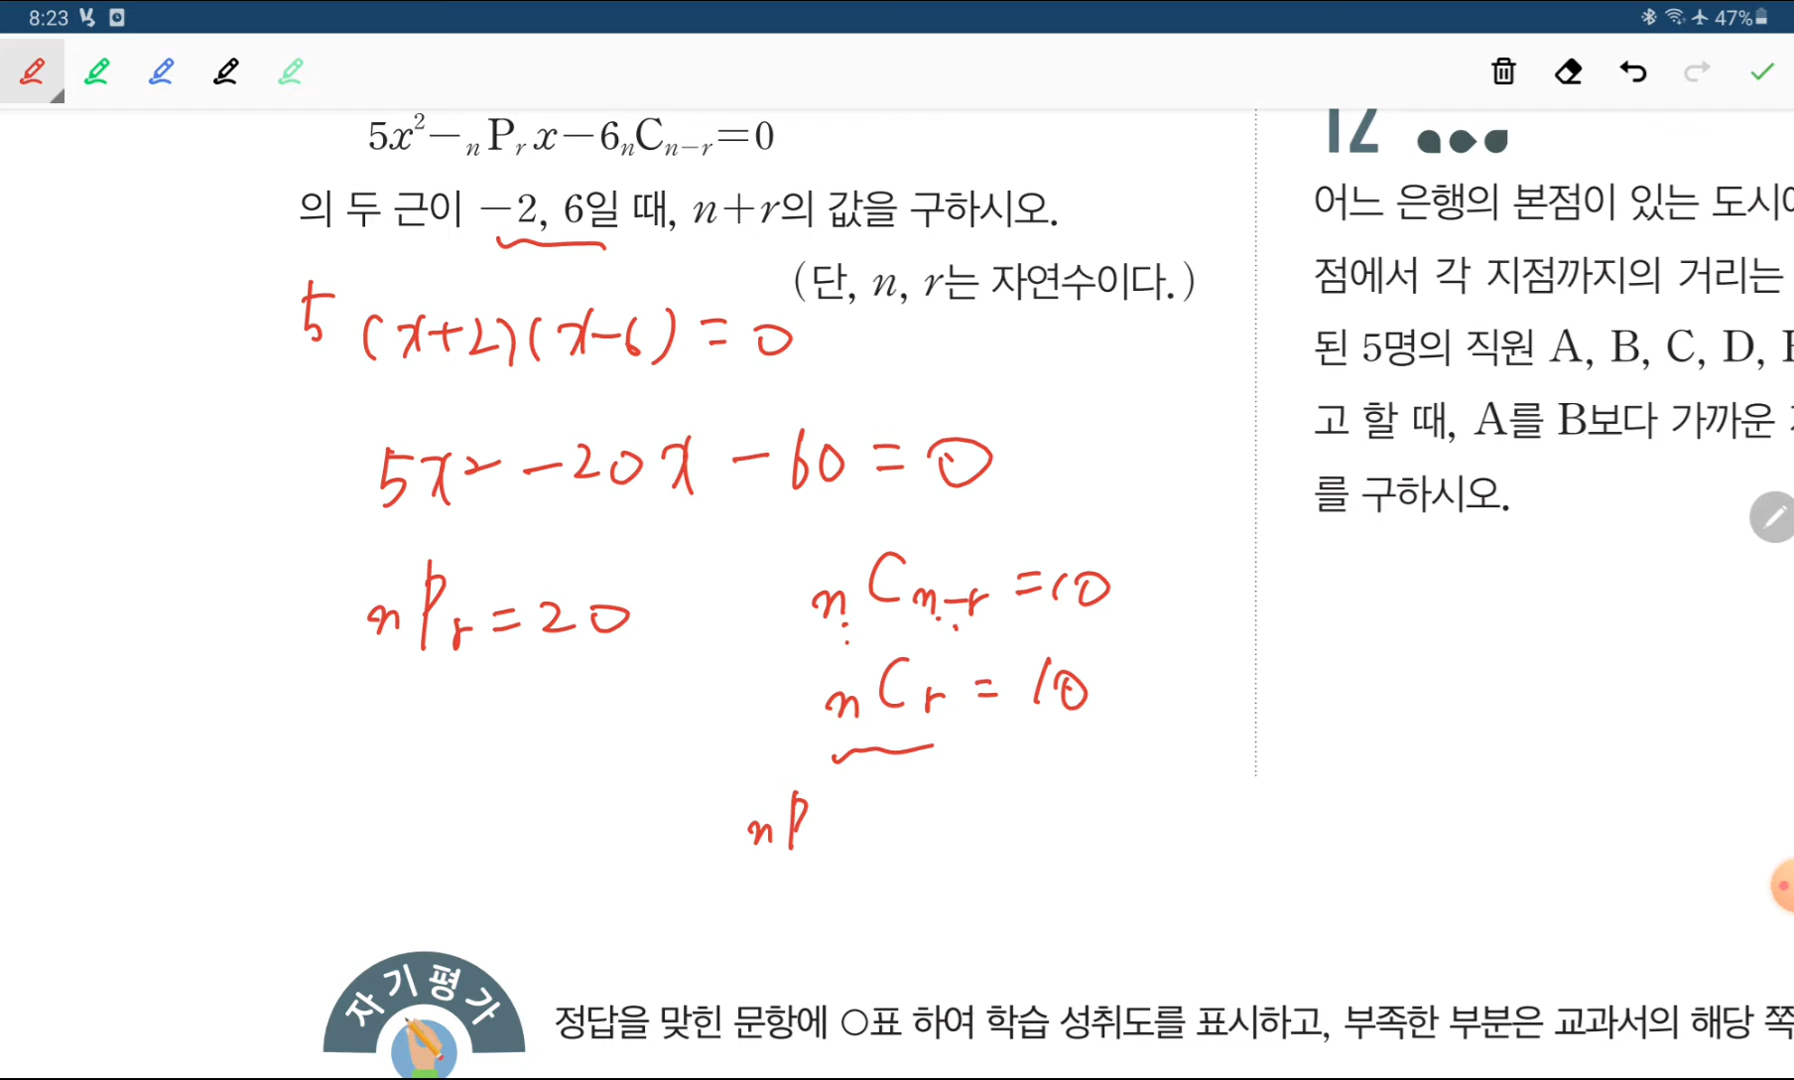 8:23
47%
5x²−ₙPᵣx−6ₙCₙ₋ᵣ=0
의 두 근이 −2, 6일 때, n+r의 값을 구하시오.
(단, n, r는 자연수이다.)
5 (x+2)(x-6) = 0
5x² -20x - 60 = 0
nPr = 20
nCn-r = 10
nCr = 10
nP
12
어느 은행의 본점이 있는 도시에
점에서 각 지점까지의 거리는
된 5명의 직원 A, B, C, D, E
고 할 때, A를 B보다 가까운
를 구하시오.
자기평가
정답을 맞힌 문항에 ○표 하여 학습 성취도를 표시하고, 부족한 부분은 교과서의 해당 쪽